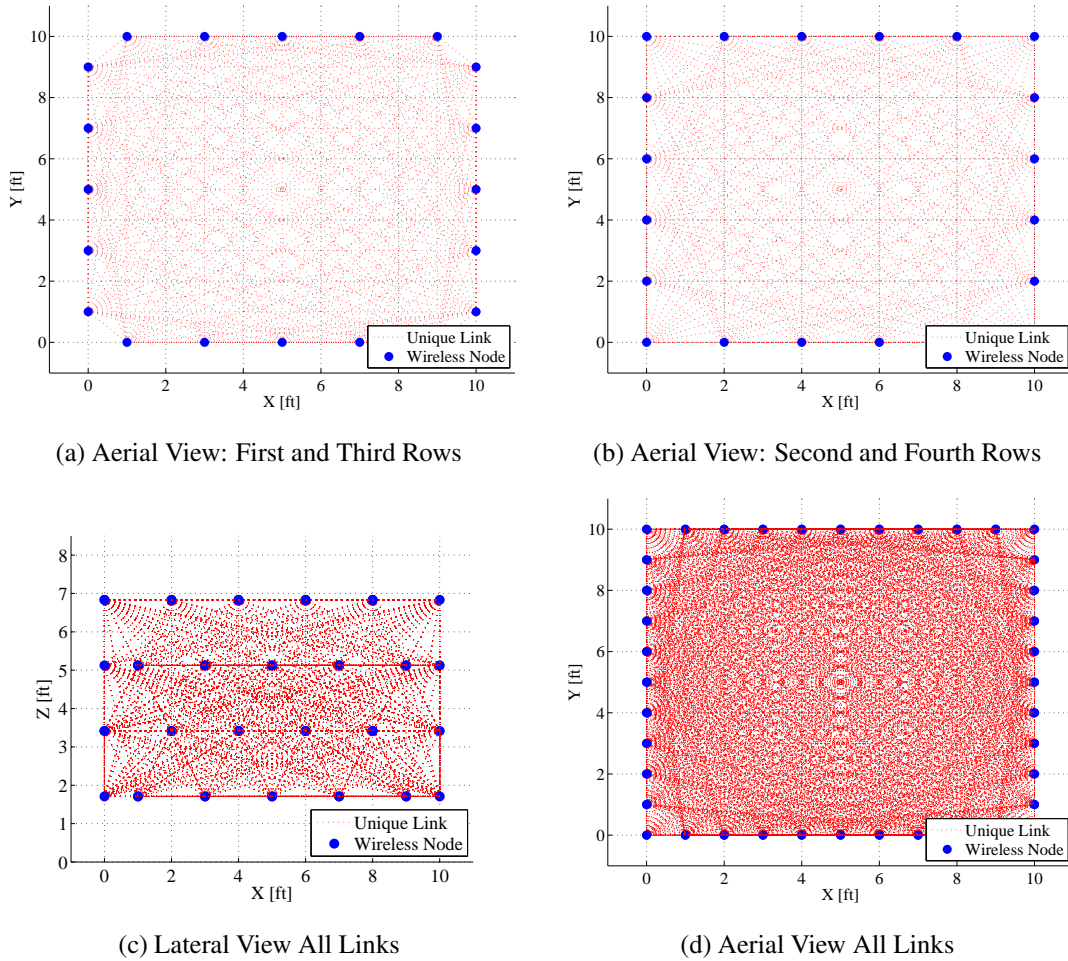 10
8
6
4
2
0
Y [ft]
0
2
4
6
8
10
X [ft]
Unique Link
Wireless Node
(a) Aerial View: First and Third Rows
10
8
6
4
2
0
Y [ft]
0
2
4
6
8
10
X [ft]
Unique Link
Wireless Node
(b) Aerial View: Second and Fourth Rows
8
7
6
5
4
3
2
1
0
Z [ft]
0
2
4
6
8
10
X [ft]
Unique Link
Wireless Node
(c) Lateral View All Links
10
8
6
4
2
0
Y [ft]
0
2
4
6
8
10
X [ft]
Unique Link
Wireless Node
(d) Aerial View All Links